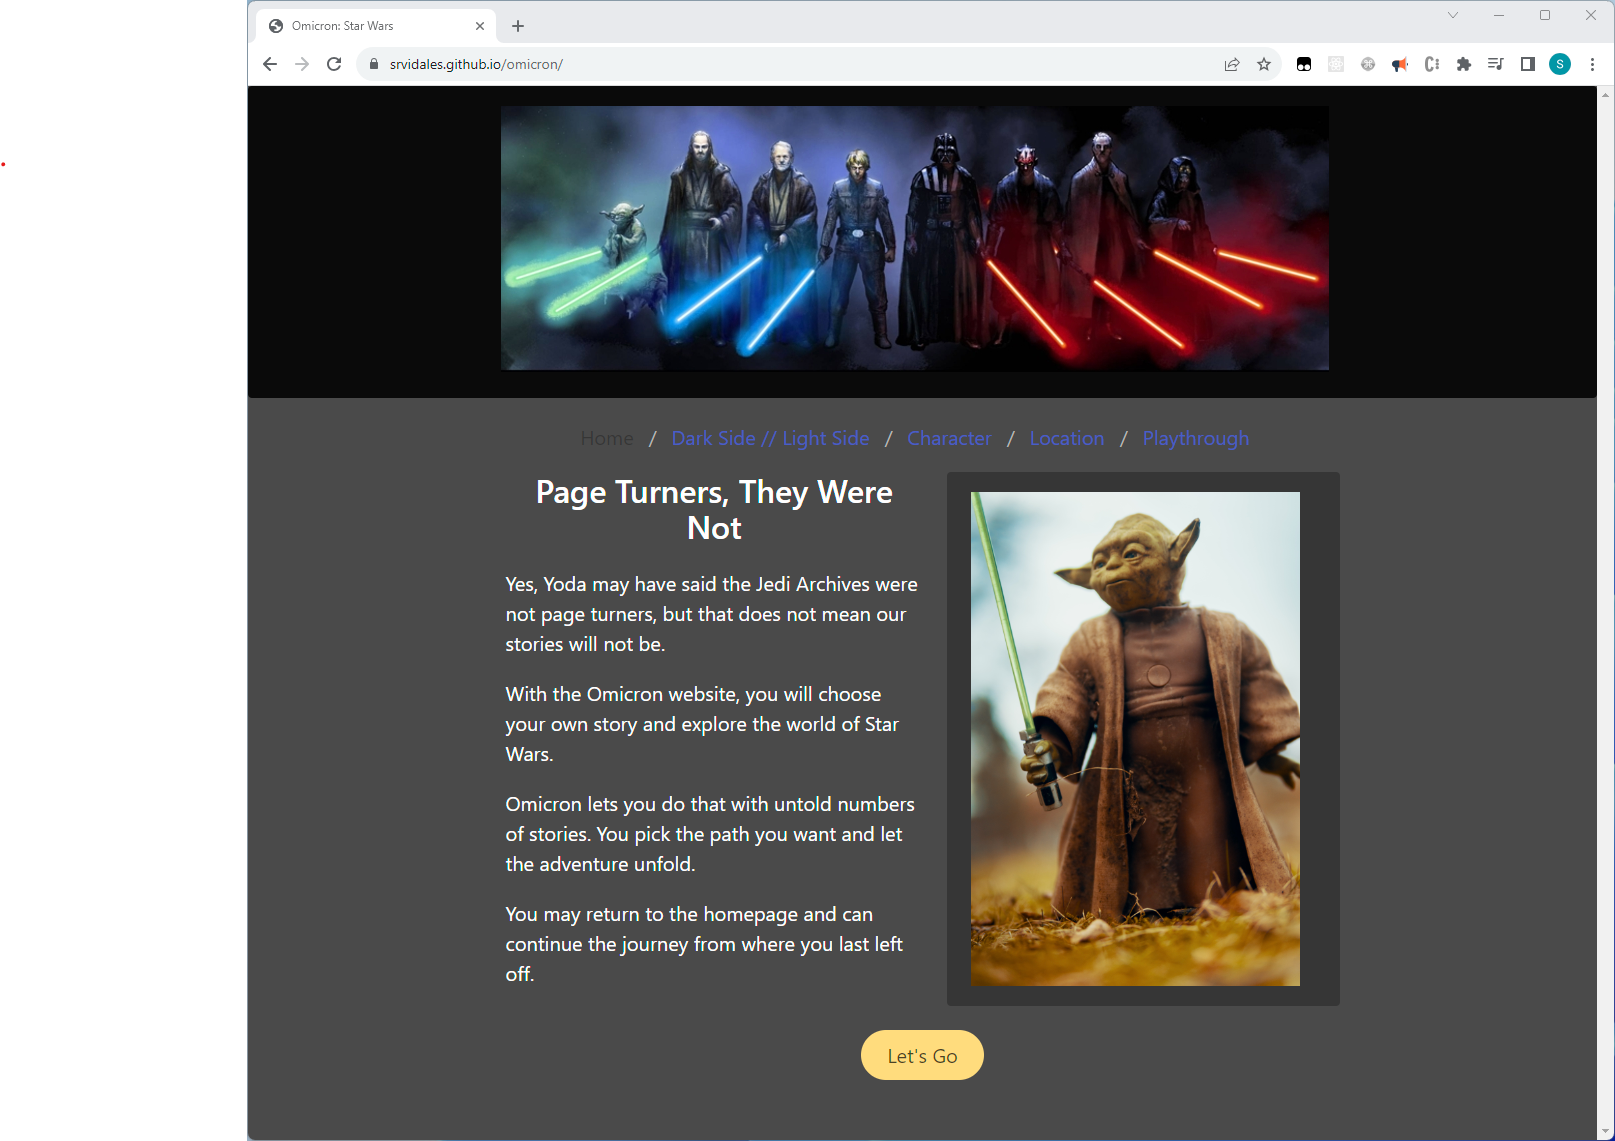 Omicron: Star Wars
srvidales.github.io/omicron/
S
Home / Dark Side // Light Side / Character / Location / Playthrough
Page Turners, They Were
Not
Yes, Yoda may have said the Jedi Archives were
not page turners, but that does not mean our
stories will not be.
With the Omicron website, you will choose
your own story and explore the world of Star
Wars.
Omicron lets you do that with untold numbers
of stories. You pick the path you want and let
the adventure unfold.
You may return to the homepage and can
continue the journey from where you last left
off.
Let's Go